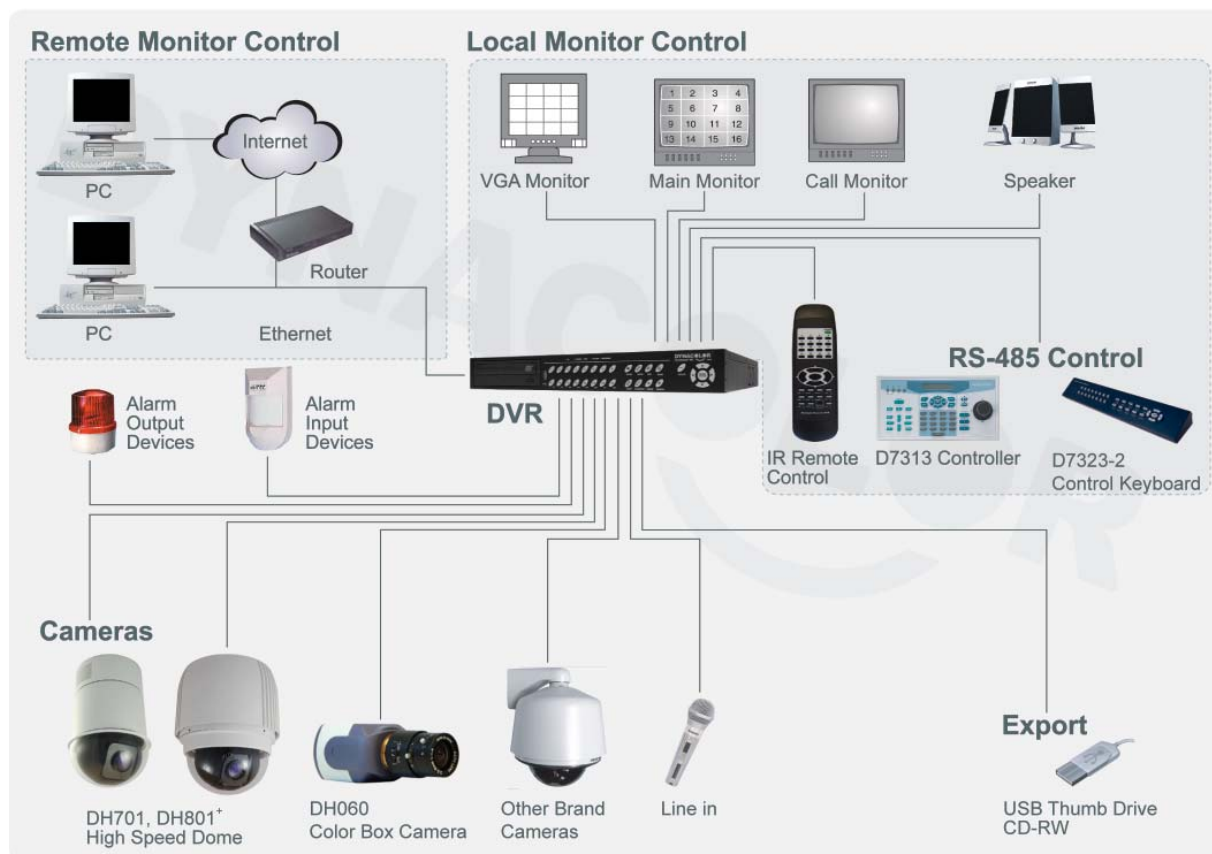 Remote Monitor Control
Local Monitor Control
Internet
PC
Router
PC
Ethernet
1 2 3 4
5 6 7 8
9 10 11 12
13 14 15 16
VGA Monitor
Main Monitor
Call Monitor
Speaker
DYNACOLOR
DYNACOLOR
DVR
RS-485 Control
IR Remote
Control
D7313 Controller
D7323-2
Control Keyboard
Alarm
Output
Devices
Alarm
Input
Devices
Cameras
DH701, DH801⁺
High Speed Dome
DH060
Color Box Camera
Other Brand
Cameras
Line in
Export
USB Thumb Drive
CD-RW